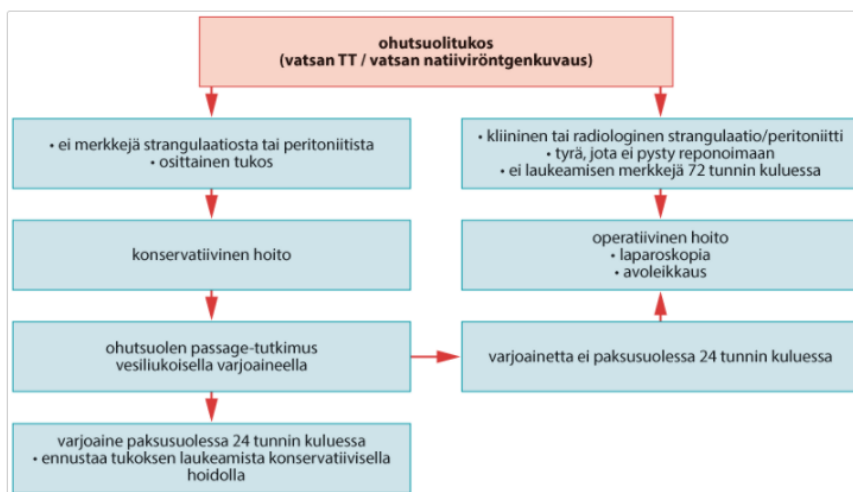 ohutsuolitukos
(vatsan TT / vatsan natiiviröntgenkuvaus)
• ei merkkejä strangulaatiosta tai peritoniitista
• osittainen tukos
• kliininen tai radiologinen strangulaatio/peritoniitti
• tyrä, jota ei pysty reponoimaan
• ei laukeamisen merkkejä 72 tunnin kuluessa
konservatiivinen hoito
operatiivinen hoito
• laparoskopia
• avoleikkaus
ohutsuolen passage-tutkimus
vesiliukoisella varjoaineella
varjoainetta ei paksusuolessa 24 tunnin kuluessa
varjoaine paksusuolessa 24 tunnin kuluessa
• ennustaa tukoksen laukeamista konservatiivisella
hoidolla